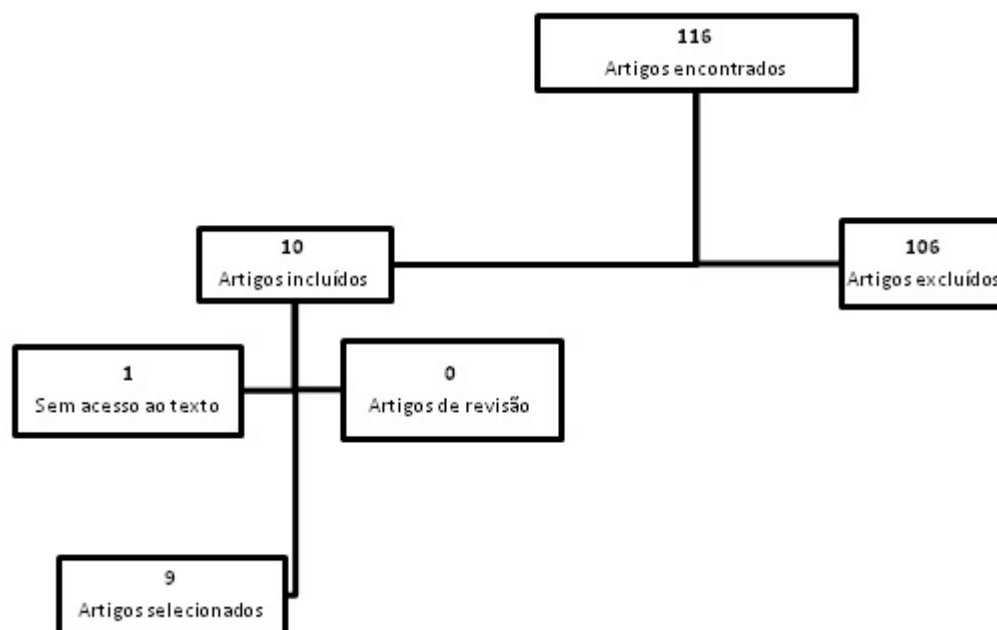 116
Artigos encontrados
10
Artigos incluídos
106
Artigos excluídos
1
Sem acesso ao texto
0
Artigos de revisão
9
Artigos selecionados